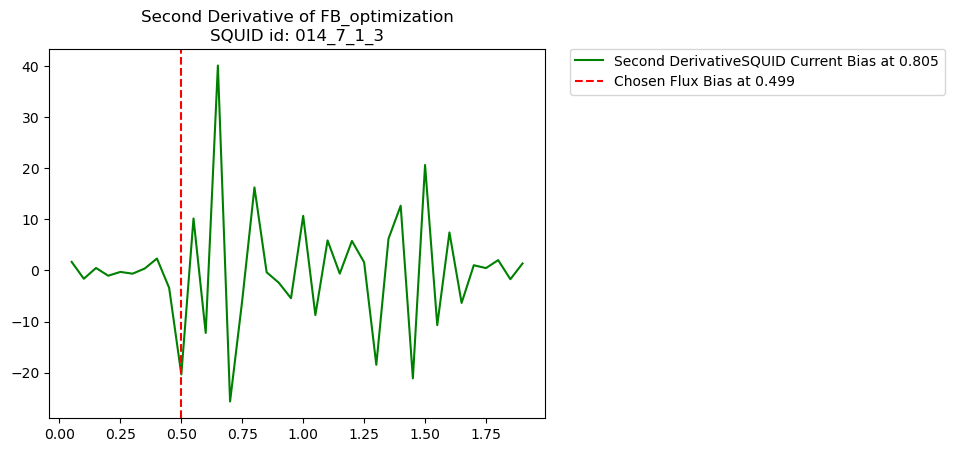 Second Derivative of FB_optimization
SQUID id: 014_7_1_3
Second DerivativeSQUID Current Bias at 0.805
Chosen Flux Bias at 0.499
40
30
20
10
0
−10
−20
0.00 0.25 0.50 0.75 1.00 1.25 1.50 1.75